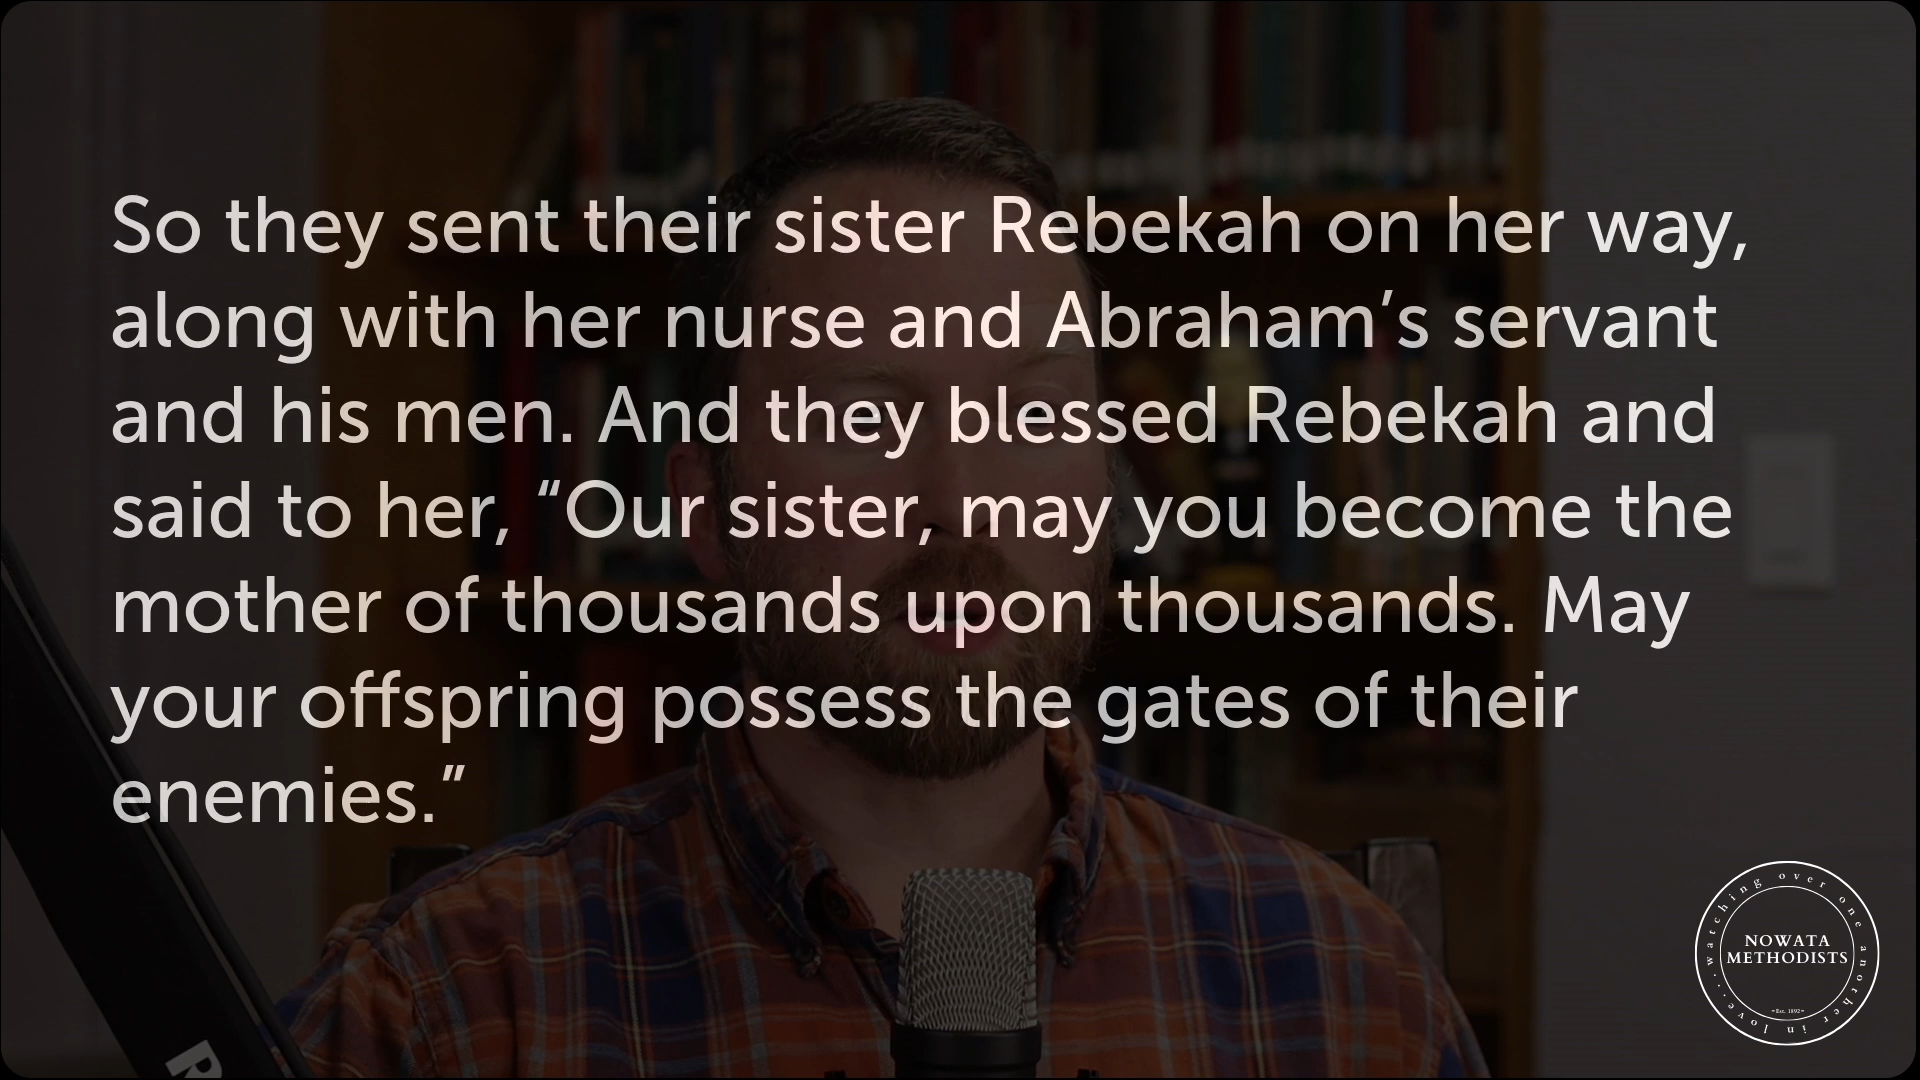 So they sent their sister Rebekah on her way,
along with her nurse and Abraham’s servant
and his men. And they blessed Rebekah and
said to her, “Our sister, may you become the
mother of thousands upon thousands. May
your offspring possess the gates of their
enemies.”
watching over one another in love...
NOWATA
METHODISTS
Est. 1892
R